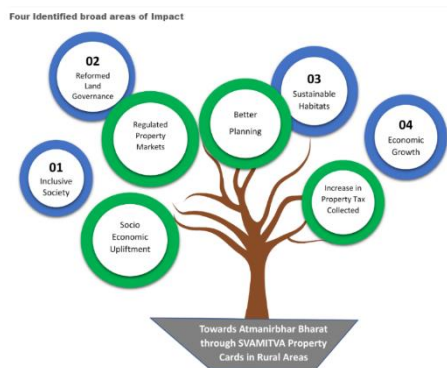 Four Identified broad areas of Impact
02
Reformed
Land
Governance
03
Sustainable
Habitats
Better
Planning
Regulated
Property
Markets
04
Economic
Growth
01
Inclusive
Society
Increase in
Property Tax
Collected
Socio
Economic
Upliftment
Towards Atmanirbhar Bharat
through SVAMITVA Property
Cards in Rural Areas